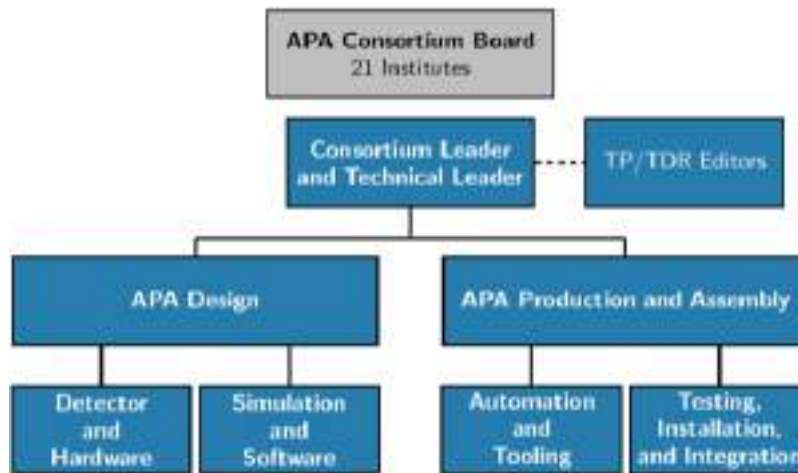 APA Consortium Board
21 Institutes
Consortium Leader
and Technical Leader
TP/TDR Editors
APA Design
APA Production and Assembly
Detector
and
Hardware
Simulation
and
Software
Automation
and
Tooling
Testing,
Installation,
and Integration